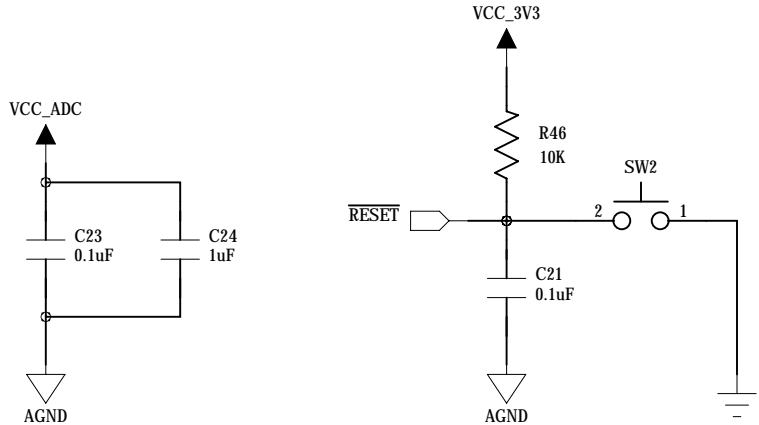 VCC_ADC
C23
0.1uF
C24
1uF
AGND
VCC_3V3
R46
10K
SW2
RESET
2
1
C21
0.1uF
AGND